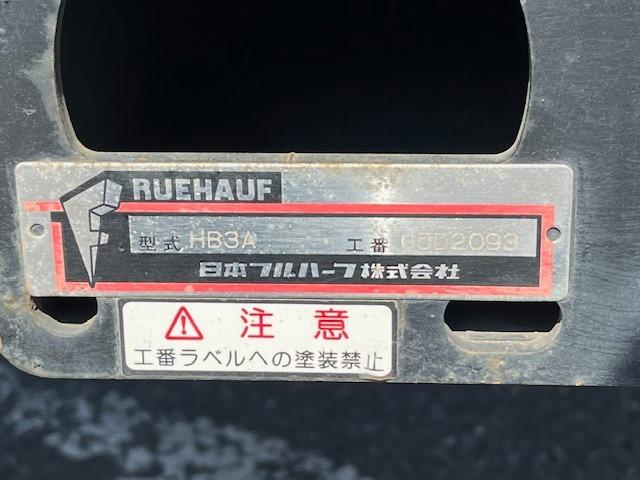 FRUEHAUF
型式 HB3A 工番
日本フルハーフ株式会社
⚠ 注意
工番ラベルへの塗装禁止